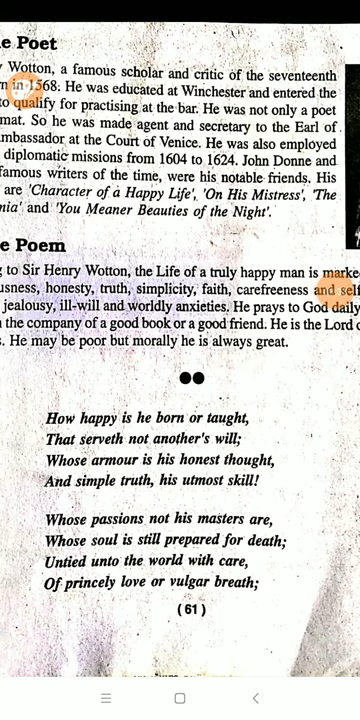 e Poet
Wotton, a famous scholar and critic of the seventeenth
n in 1568. He was educated at Winchester and entered the
to qualify for practising at the bar. He was not only a poet
mat. So he was made agent and secretary to the Earl of
mbassador at the Court of Venice. He was also employed
diplomatic missions from 1604 to 1624. John Donne and
famous writers of the time, were his notable friends. His
are 'Character of a Happy Life', 'On His Mistress', 'The
nia' and 'You Meaner Beauties of the Night'.
e Poem
g to Sir Henry Wotton, the Life of a truly happy man is marke
usness, honesty, truth, simplicity, faith, carefreeness and self
jealousy, ill-will and worldly anxieties. He prays to God daily
the company of a good book or a good friend. He is the Lord o
s. He may be poor but morally he is always great.
How happy is he born or taught,
That serveth not another's will;
Whose armour is his honest thought,
And simple truth, his utmost skill!
Whose passions not his masters are,
Whose soul is still prepared for death;
Untied unto the world with care,
Of princely love or vulgar breath;
(61)